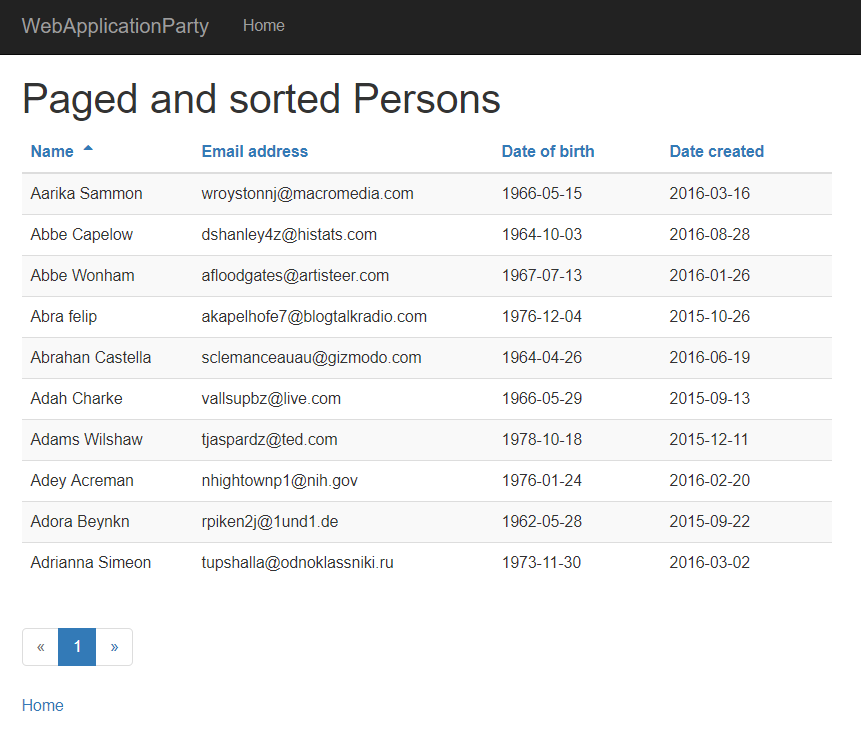 WebApplicationParty Home
Paged and sorted Persons
Name Email address Date of birth Date created
Aarika Sammon wroystonnj@macromedia.com 1966-05-15 2016-03-16
Abbe Capelow dshanley4z@histats.com 1964-10-03 2016-08-28
Abbe Wonham afloodgates@artisteer.com 1967-07-13 2016-01-26
Abra felip akapelhofe7@blogtalkradio.com 1976-12-04 2015-10-26
Abrahan Castella sclemanceauau@gizmodo.com 1964-04-26 2016-06-19
Adah Charke vallsupbz@live.com 1966-05-29 2015-09-13
Adams Wilshaw tjaspardz@ted.com 1978-10-18 2015-12-11
Adey Acreman nhightownp1@nih.gov 1976-01-24 2016-02-20
Adora Beynkn rpiken2j@1und1.de 1962-05-28 2015-09-22
Adrianna Simeon tupshalla@odnoklassniki.ru 1973-11-30 2016-03-02
« 1 »
Home